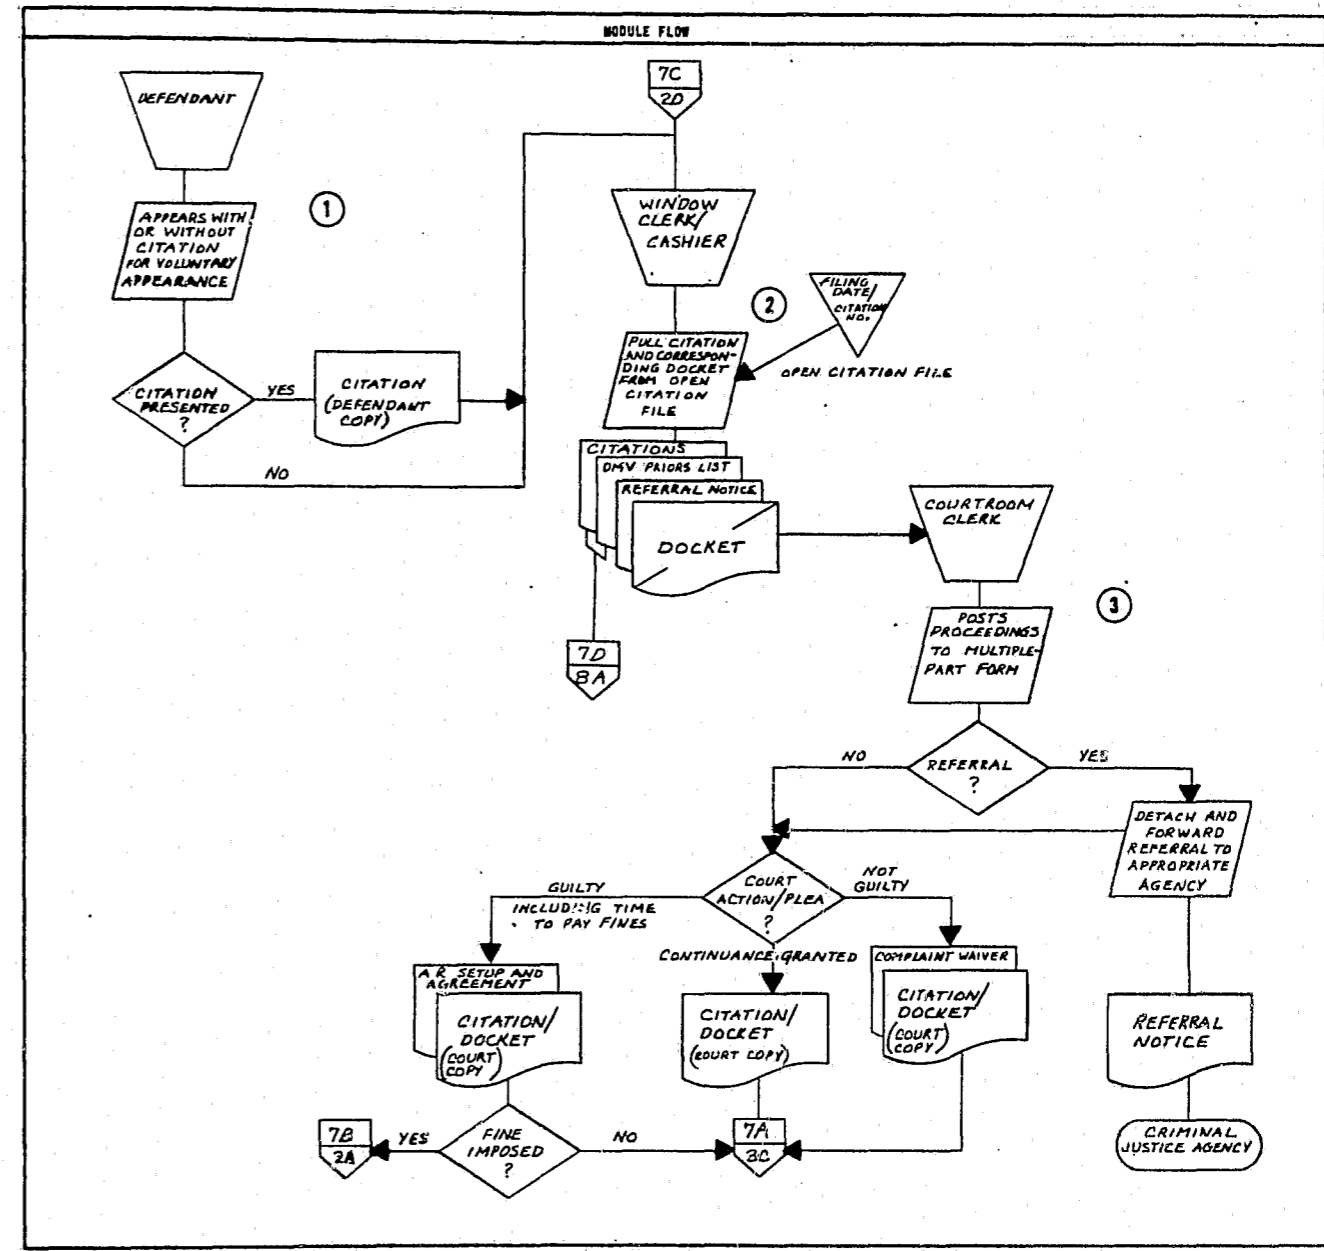 MODULE FLOW
DEFENDANT
APPEARS WITH
OR WITHOUT
CITATION
FOR VOLUNTARY
APPEARANCE
1
CITATION
PRESENTED
?
YES
CITATION
(DEFENDANT
COPY)
NO
7C
2D
WINDOW
CLERK/
CASHIER
2
FILING
DATE/
CITATION
NO.
OPEN CITATION FILE
PULL CITATION
AND CORRESPON-
DING DOCKET
FROM OPEN
CITATION
FILE
CITATIONS
DMV PRIORS LIST
REFERRAL NOTICE
DOCKET
7D
8A
COURTROOM
CLERK
3
POSTS
PROCEEDINGS
TO MULTIPLE-
PART FORM
REFERRAL
?
NO
YES
DETACH AND
FORWARD
REFERRAL TO
APPROPRIATE
AGENCY
COURT
ACTION/PLEA
?
GUILTY
INCLUDING TIME
TO PAY FINES
NOT
GUILTY
CONTINUANCE GRANTED
A R SETUP AND
AGREEMENT
CITATION/
DOCKET
(COURT
COPY)
CITATION/
DOCKET
(COURT COPY)
COMPLAINT WAIVER
CITATION/
DOCKET
(COURT
COPY)
REFERRAL
NOTICE
7B
YES
FINE
IMPOSED
?
NO
7A
CRIMINAL
JUSTICE AGENCY